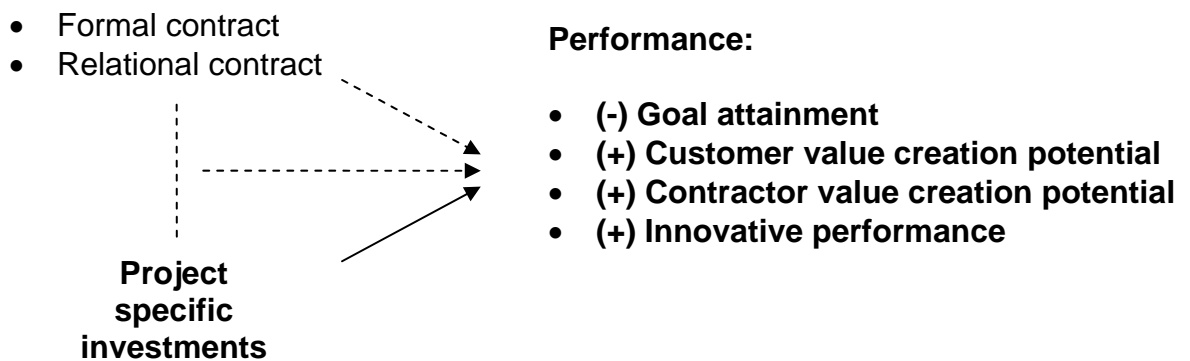 • Formal contract
• Relational contract
Performance:
• (-) Goal attainment
• (+) Customer value creation potential
• (+) Contractor value creation potential
• (+) Innovative performance
Project
specific
investments